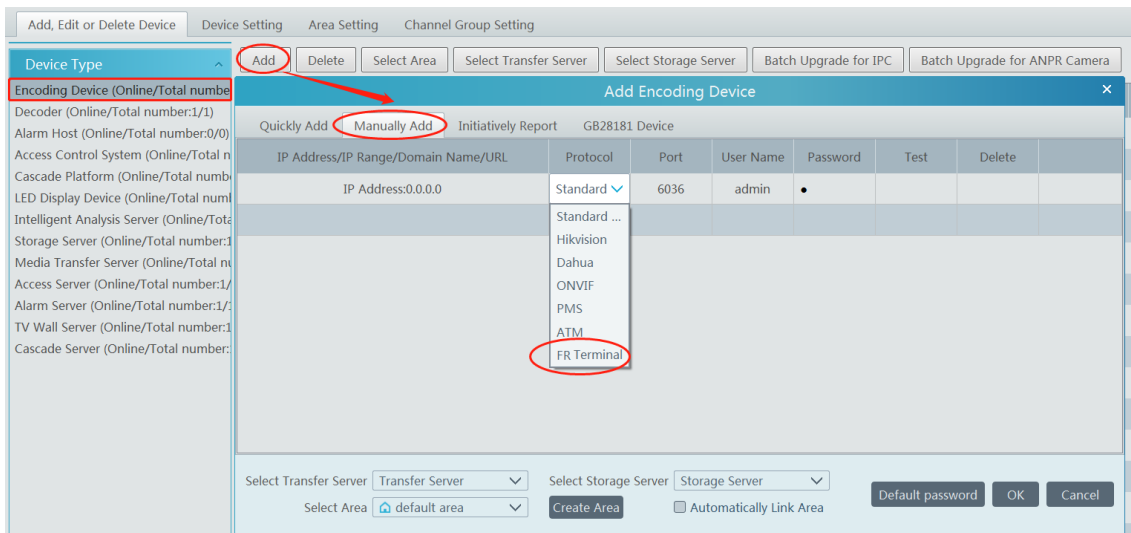 Add, Edit or Delete Device Device Setting Area Setting Channel Group Setting
Device Type
Add Delete Select Area Select Transfer Server Select Storage Server Batch Upgrade for IPC Batch Upgrade for ANPR Camera
Encoding Device (Online/Total numbe
Decoder (Online/Total number:1/1)
Alarm Host (Online/Total number:0/0)
Access Control System (Online/Total n
Cascade Platform (Online/Total numb
LED Display Device (Online/Total num
Intelligent Analysis Server (Online/Tota
Storage Server (Online/Total number:1
Media Transfer Server (Online/Total n
Access Server (Online/Total number:1/
Alarm Server (Online/Total number:1/1
TV Wall Server (Online/Total number:1
Cascade Server (Online/Total number:
Add Encoding Device
Quickly Add Manually Add Initiatively Report GB28181 Device
IP Address/IP Range/Domain Name/URL Protocol Port User Name Password Test Delete
IP Address:0.0.0.0 Standard 6036 admin ●
Standard ...
Hikvision
Dahua
ONVIF
PMS
ATM
FR Terminal
Select Transfer Server Transfer Server Select Storage Server Storage Server
Select Area default area Create Area Automatically Link Area
Default password OK Cancel